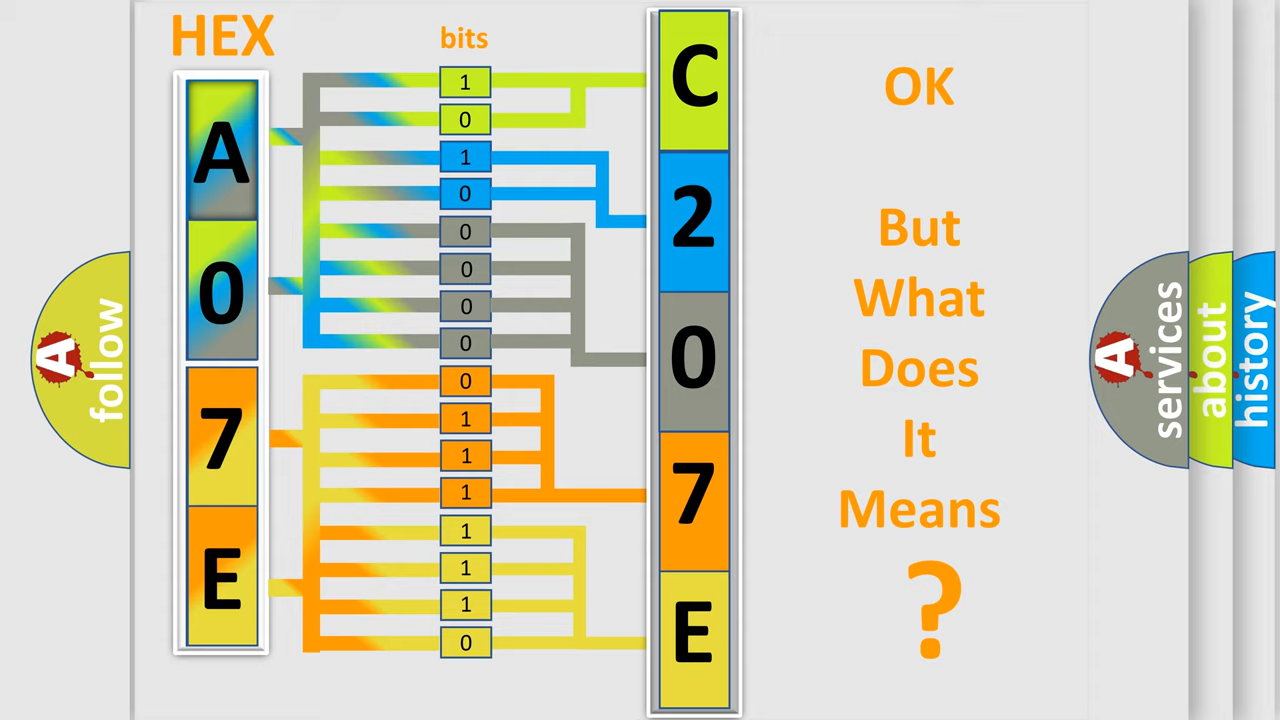 HEX
bits
A
0
7
E
1
0
1
0
0
0
0
0
0
1
1
1
1
1
1
0
C
2
0
7
E
OK
But
What
Does
It
Means
?
A
follow
A
services
about
history